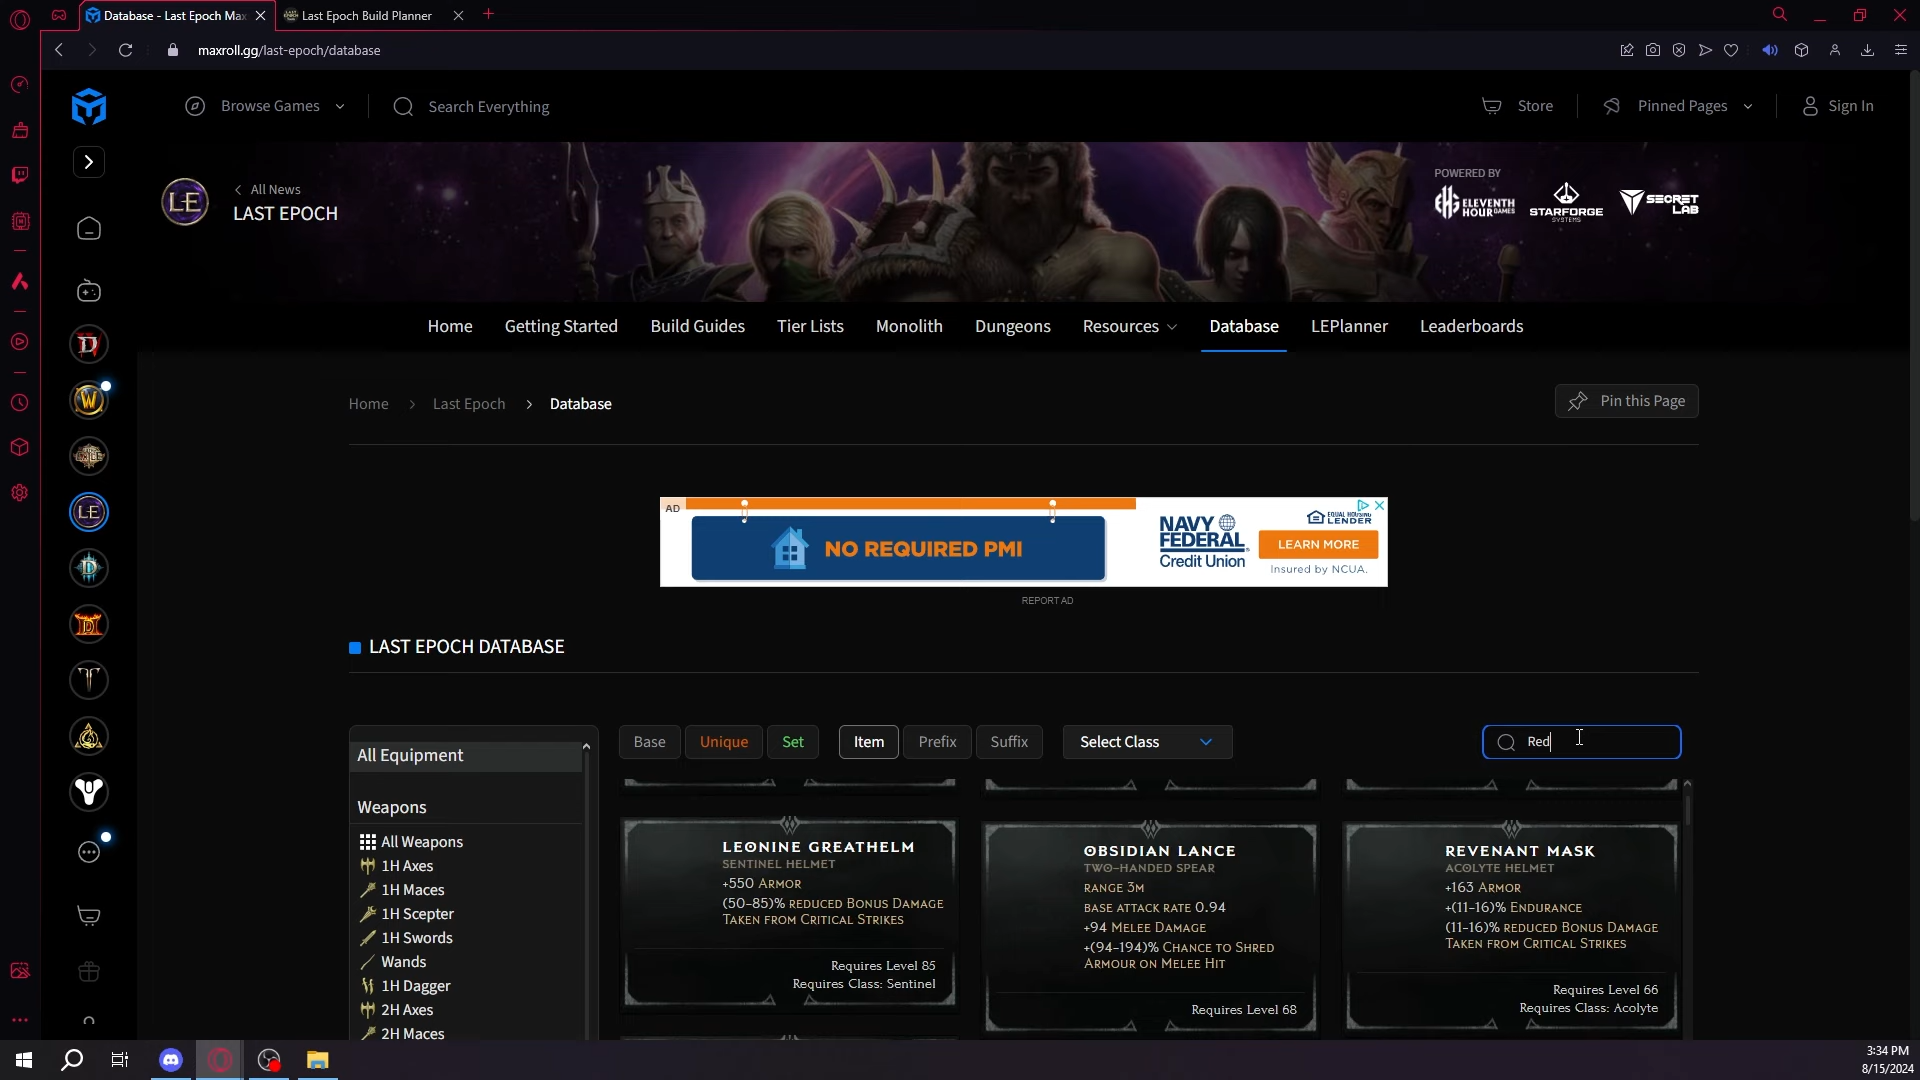 Database - Last Epoch Max
Last Epoch Build Planner
maxroll.gg/last-epoch/database
Browse Games
Search Everything
Store
Pinned Pages
Sign In
All News
LE
LAST EPOCH
POWERED BY
EHG ELEVENTH HOUR GAMES
STARFORGE SYSTEMS
SECRET LAB
Home
Getting Started
Build Guides
Tier Lists
Monolith
Dungeons
Resources
Database
LEPlanner
Leaderboards
Home > Last Epoch > Database
Pin this Page
AD
NO REQUIRED PMI
NAVY FEDERAL Credit Union
EQUAL HOUSING LENDER
LEARN MORE
Insured by NCUA.
REPORT AD
LAST EPOCH DATABASE
All Equipment
Weapons
All Weapons
1H Axes
1H Maces
1H Scepter
1H Swords
Wands
1H Dagger
2H Axes
2H Maces
Base
Unique
Set
Item
Prefix
Suffix
Select Class
Red
LEONINE GREATHELM
SENTINEL HELMET
+550 ARMOR
(50-85)% REDUCED BONUS DAMAGE
TAKEN FROM CRITICAL STRIKES
Requires Level 85
Requires Class: Sentinel
OBSIDIAN LANCE
TWO-HANDED SPEAR
RANGE 3M
BASE ATTACK RATE 0.94
+94 MELEE DAMAGE
+(94-194)% CHANCE TO SHRED
ARMOUR ON MELEE HIT
Requires Level 68
REVENANT MASK
ACOLYTE HELMET
+163 ARMOR
+(11-16)% ENDURANCE
(11-16)% REDUCED BONUS DAMAGE
TAKEN FROM CRITICAL STRIKES
Requires Level 66
Requires Class: Acolyte
3:34 PM
8/15/2024